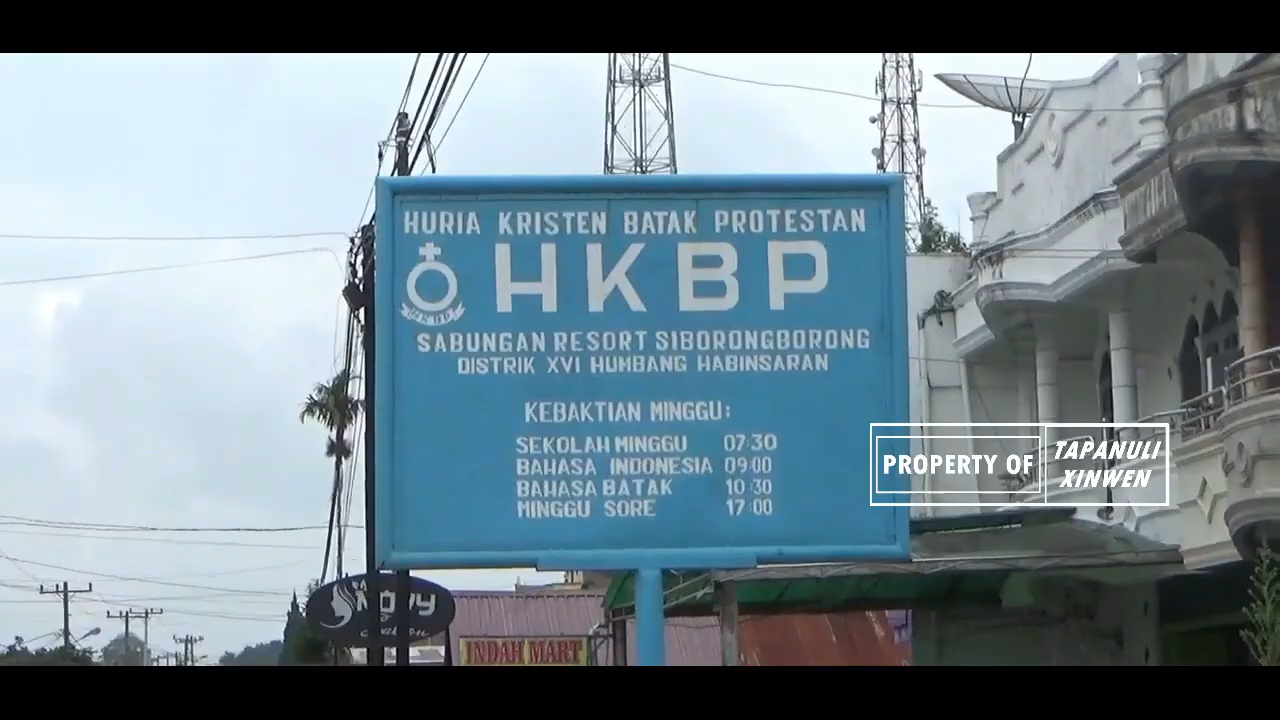 HURIA KRISTEN BATAK PROTESTAN
HKBP
SABUNGAN RESORT SIBORONGBORONG
DISTRIK XVI HUMBANG HABINSARAN
KEBAKTIAN MINGGU:
SEKOLAH MINGGU 07:30
BAHASA INDONESIA 09:00
BAHASA BATAK 10:30
MINGGU SORE 17:00
PROPERTY OF TAPANULI
XINWEN
INDAH MART